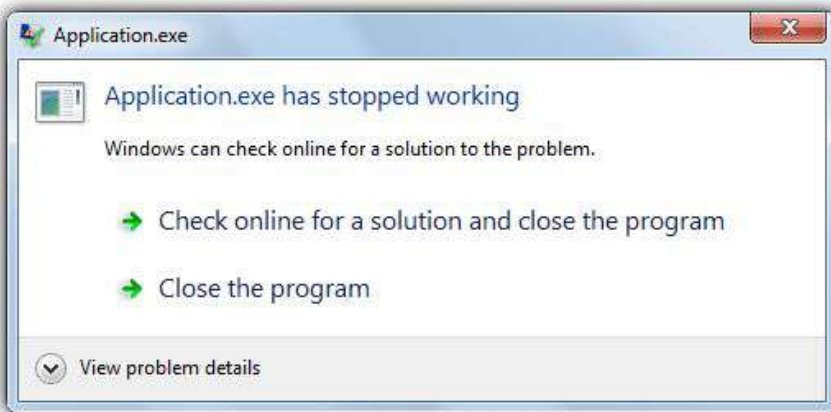 Application.exe
Application.exe has stopped working
Windows can check online for a solution to the problem.
Check online for a solution and close the program
Close the program
View problem details